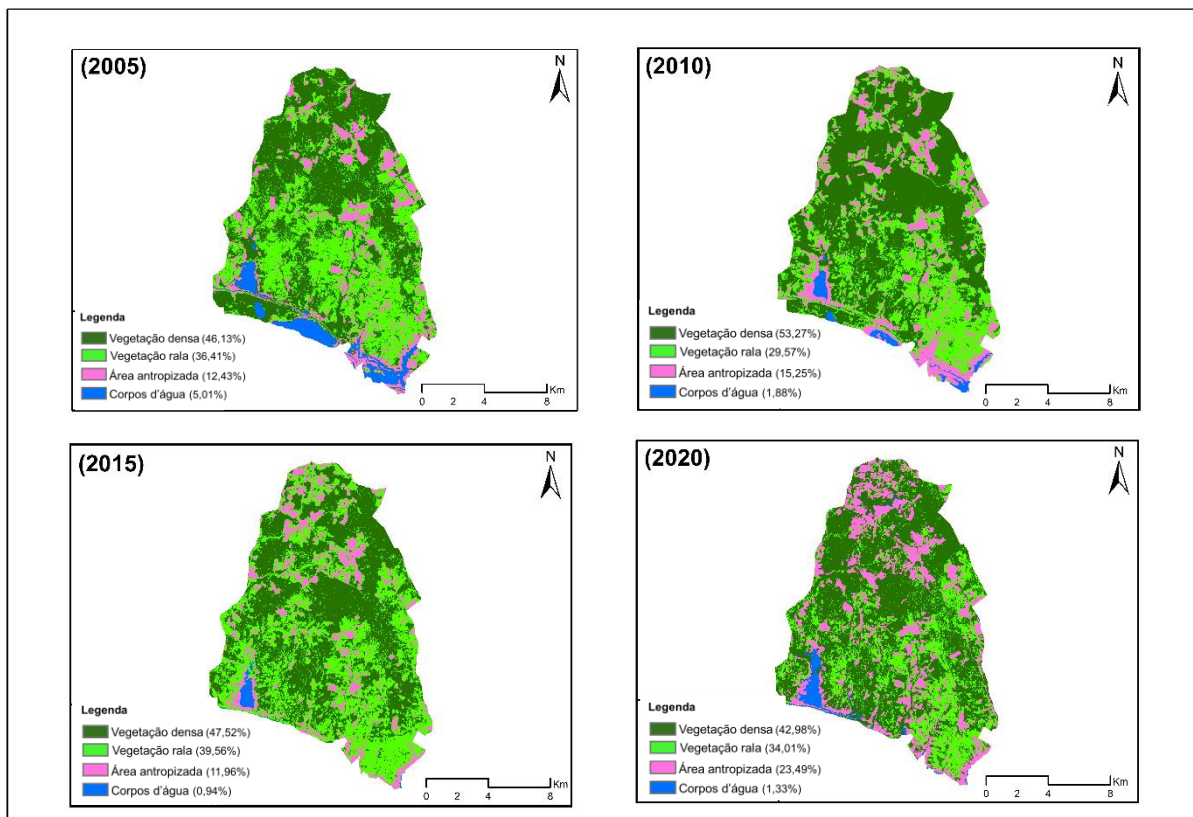 (2005)
N
Legenda
Vegetação densa (46,13%)
Vegetação rala (36,41%)
Área antropizada (12,43%)
Corpos d'água (5,01%)
Km
0 2 4 8
(2010)
N
Legenda
Vegetação densa (53,27%)
Vegetação rala (29,57%)
Área antropizada (15,25%)
Corpos d'água (1,88%)
Km
0 2 4 8
(2015)
N
Legenda
Vegetação densa (47,52%)
Vegetação rala (39,56%)
Área antropizada (11,96%)
Corpos d'água (0,94%)
Km
0 2 4 8
(2020)
N
Legenda
Vegetação densa (42,98%)
Vegetação rala (34,01%)
Área antropizada (23,49%)
Corpos d'água (1,33%)
Km
0 2 4 8